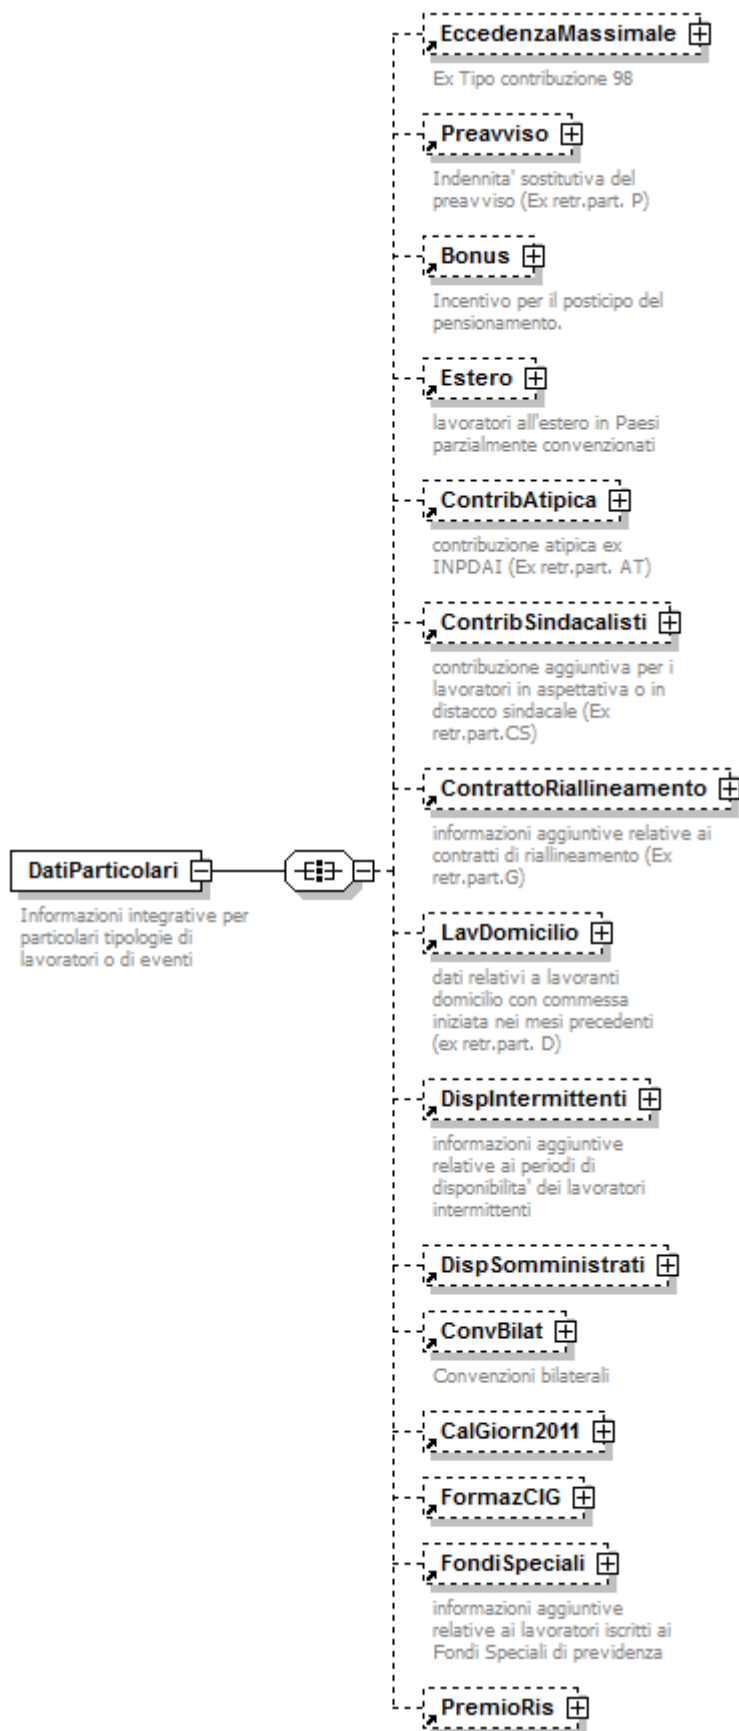 EccedenzaMassimale
Ex Tipo contribuzione 98
Preavviso
Indennita' sostitutiva del
preavviso (Ex retr.part. P)
Bonus
Incentivo per il posticipo del
pensionamento.
Estero
lavoratori all'estero in Paesi
parzialmente convenzionati
ContribAtipica
contribuzione atipica ex
INPDAI (Ex retr.part. AT)
ContribSindacalisti
contribuzione aggiuntiva per i
lavoratori in aspettativa o in
distacco sindacale (Ex
retr.part.CS)
ContrattoRiallineamento
informazioni aggiuntive relative ai
contratti di riallineamento (Ex
retr.part.G)
DatiParticolari
Informazioni integrative per
particolari tipologie di
lavoratori o di eventi
LavDomicilio
dati relativi a lavoranti
domicilio con commessa
iniziata nei mesi precedenti
(ex retr.part. D)
DispIntermittenti
informazioni aggiuntive
relative ai periodi di
disponibilita' dei lavoratori
intermittenti
DispSomministrati
ConvBilat
Convenzioni bilaterali
CalGiorn2011
FormazCIG
FondiSpeciali
informazioni aggiuntive
relative ai lavoratori iscritti ai
Fondi Speciali di previdenza
PremioRis